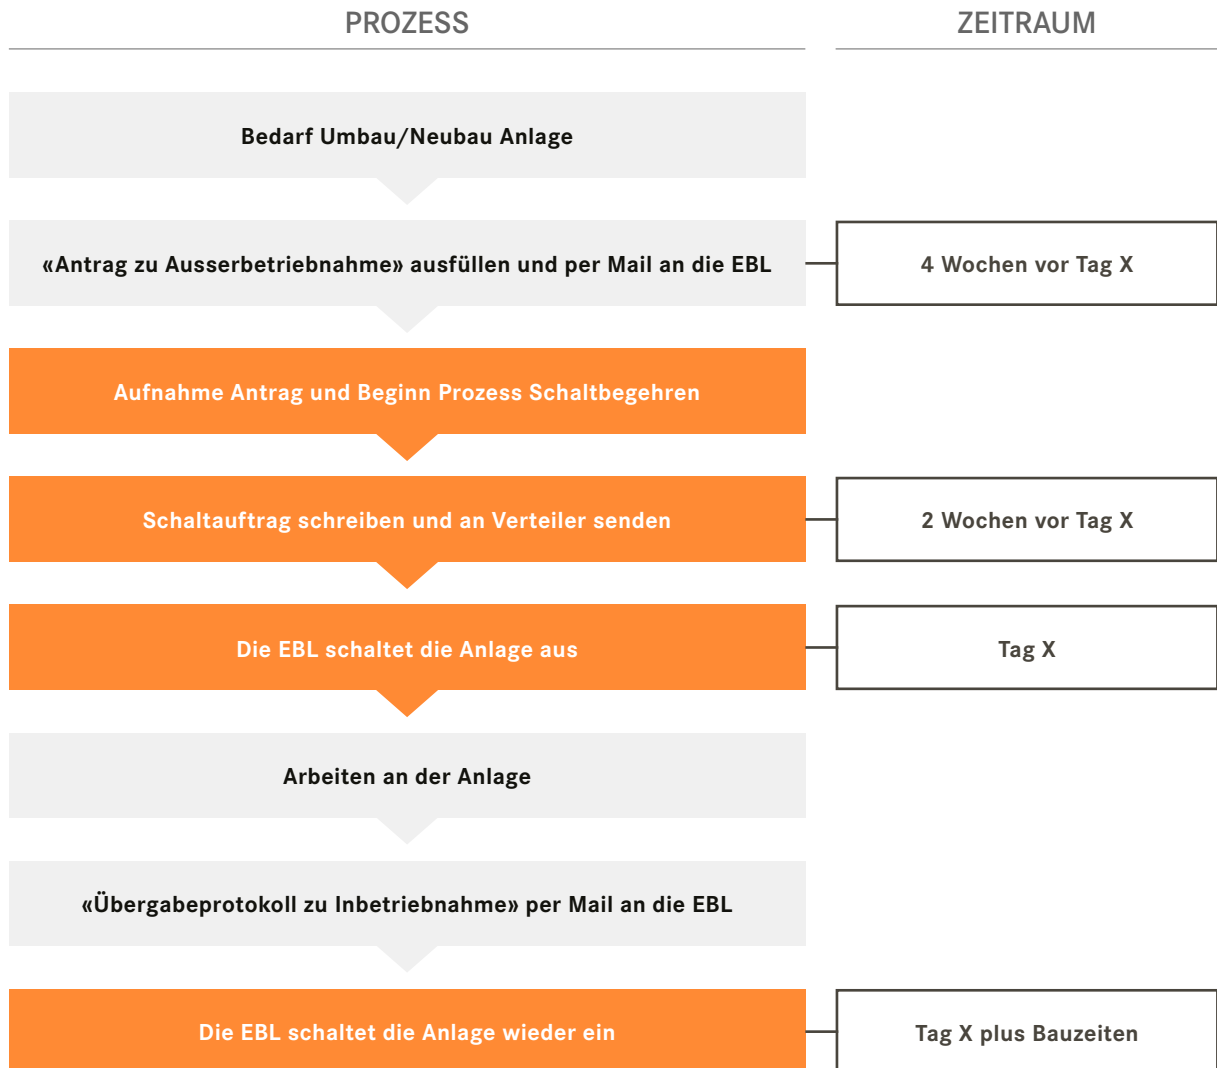 PROZESS
ZEITRAUM
Bedarf Umbau/Neubau Anlage
«Antrag zu Ausserbetriebnahme» ausfüllen und per Mail an die EBL
4 Wochen vor Tag X
Aufnahme Antrag und Beginn Prozess Schaltbegehren
Schaltauftrag schreiben und an Verteiler senden
2 Wochen vor Tag X
Die EBL schaltet die Anlage aus
Tag X
Arbeiten an der Anlage
«Übergabeprotokoll zu Inbetriebnahme» per Mail an die EBL
Die EBL schaltet die Anlage wieder ein
Tag X plus Bauzeiten